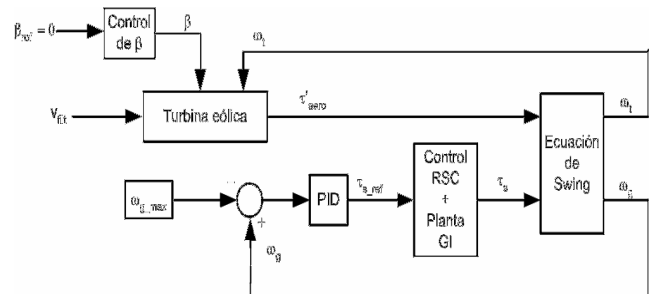 β_ref = 0
Control
de β
β
ω_t
v_flt
Turbina eólica
τ'_aero
ω_t
Ecuación
de
Swing
Control
RSC
+
Planta
GI
ω_g_max
PID
τ_s_ref
τ_s
ω_g
+
ω_g